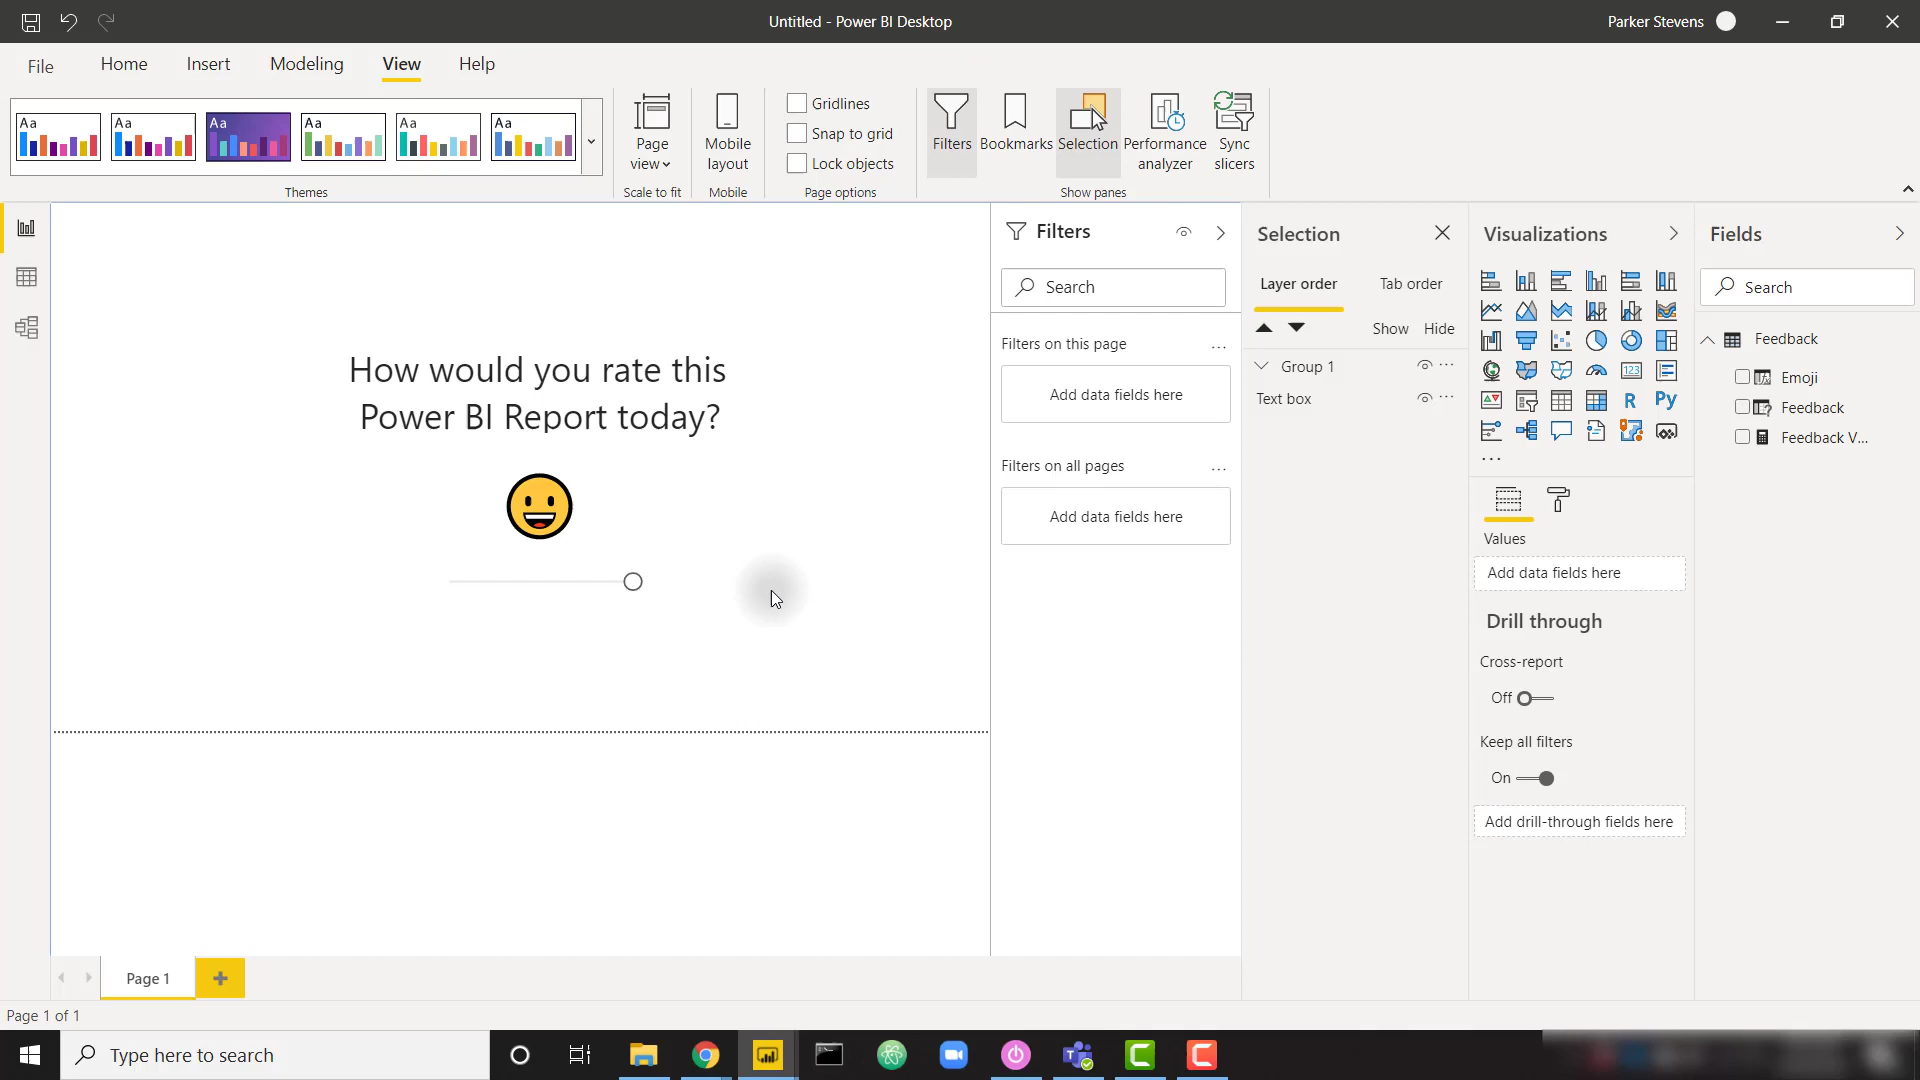 Untitled - Power BI Desktop
Parker Stevens
File
Home
Insert
Modeling
View
Help
Aa
Aa
Aa
Aa
Aa
Aa
Themes
Page
view
Scale to fit
Mobile
layout
Mobile
Gridlines
Snap to grid
Lock objects
Page options
Filters
Bookmarks
Selection
Performance
analyzer
Sync
slicers
Show panes
How would you rate this
Power BI Report today?
Filters
Search
Filters on this page
...
Add data fields here
Filters on all pages
...
Add data fields here
Selection
Layer order
Tab order
Show
Hide
Group 1
...
Text box
...
Visualizations
123
R
Py
...
Values
Add data fields here
Drill through
Cross-report
Off
Keep all filters
On
Add drill-through fields here
Fields
Search
Feedback
Emoji
Feedback
Feedback V...
Page 1
Page 1 of 1
Type here to search